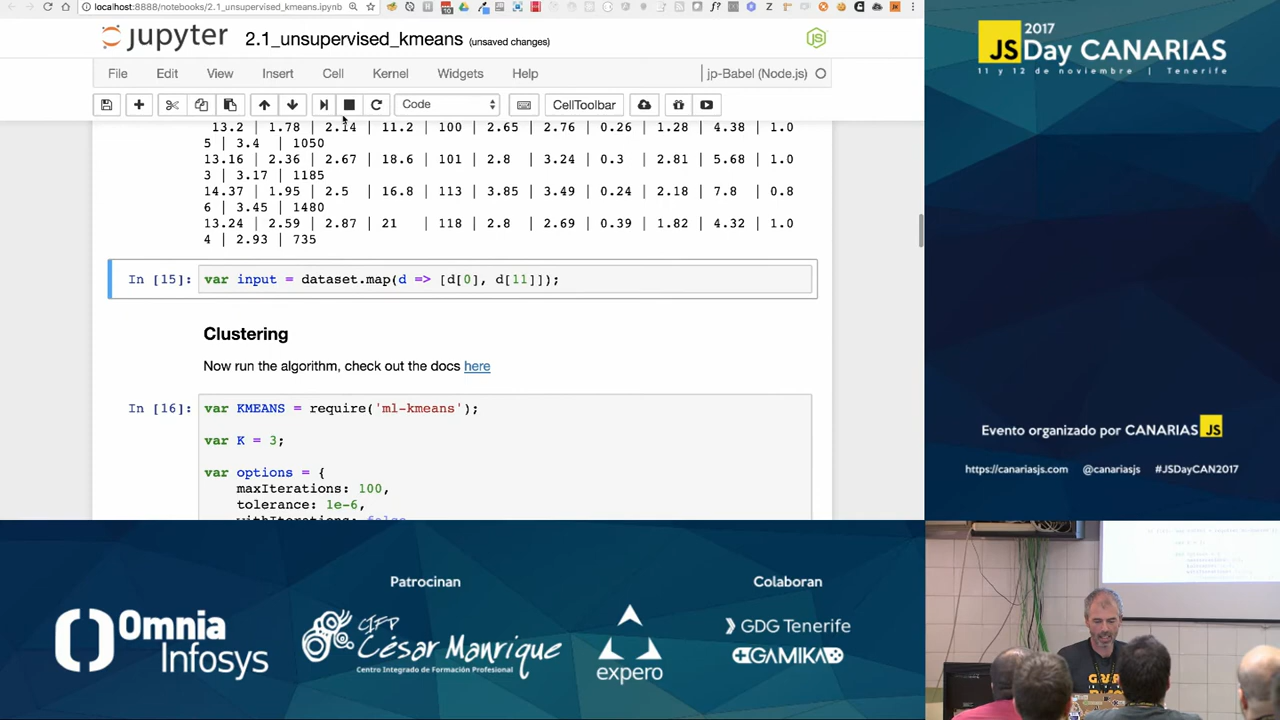 localhost:8888/notebooks/2.1_unsupervised_kmeans.ipynb
jupyter 2.1_unsupervised_kmeans (unsaved changes)
File Edit View Insert Cell Kernel Widgets Help jp-Babel (Node.js)
Code CellToolbar
13.2 | 1.78 | 2.14 | 11.2 | 100 | 2.65 | 2.76 | 0.26 | 1.28 | 4.38 | 1.0
5 | 3.4 | 1050
13.16 | 2.36 | 2.67 | 18.6 | 101 | 2.8 | 3.24 | 0.3 | 2.81 | 5.68 | 1.0
3 | 3.17 | 1185
14.37 | 1.95 | 2.5 | 16.8 | 113 | 3.85 | 3.49 | 0.24 | 2.18 | 7.8 | 0.8
6 | 3.45 | 1480
13.24 | 2.59 | 2.87 | 21 | 118 | 2.8 | 2.69 | 0.39 | 1.82 | 4.32 | 1.0
4 | 2.93 | 735
In [15]: var input = dataset.map(d => [d[0], d[11]]);
Clustering
Now run the algorithm, check out the docs here
In [16]: var KMEANS = require('ml-kmeans');
var K = 3;
var options = {
maxIterations: 100,
tolerance: 1e-6,
withIterations: false
2017
JS Day CANARIAS
11 y 12 de noviembre | Tenerife
Evento organizado por CANARIAS JS
https://canariasjs.com @canariasjs #JSDayCAN2017
Patrocinan
Omnia
Infosys
CIFP
César Manrique
Centro Integrado de Formación Profesional
expero
Colaboran
GDG Tenerife
GAMIKA